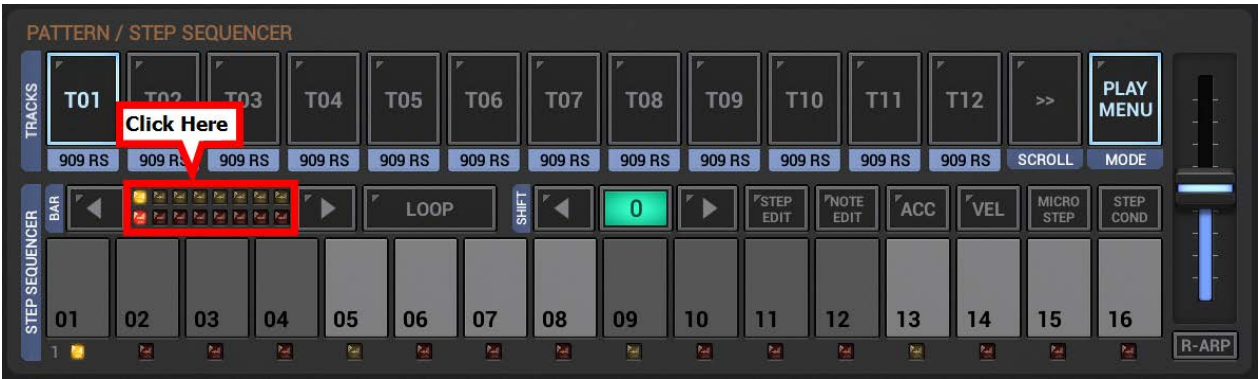 PATTERN / STEP SEQUENCER
TRACKS
T01 T02 T03 T04 T05 T06 T07 T08 T09 T10 T11 T12 >> PLAY MENU
Click Here
909 RS 909 RS 909 RS 909 RS 909 RS 909 RS 909 RS 909 RS 909 RS 909 RS 909 RS 909 RS SCROLL MODE
STEP SEQUENCER
BAR LOOP SHIFT 0 STEP EDIT NOTE EDIT ACC VEL MICRO STEP STEP COND
01 02 03 04 05 06 07 08 09 10 11 12 13 14 15 16
1 R-ARP